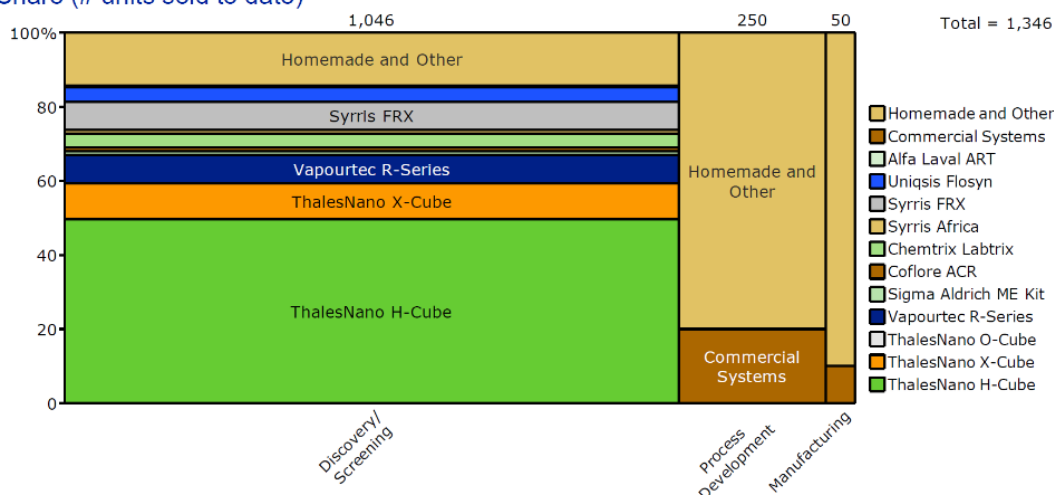 Share (# units sold to date)
1,046 250 50 Total = 1,346
100%
80
60
40
20
0
Homemade and Other
Syrris FRX
Vapourtec R-Series
ThalesNano X-Cube
ThalesNano H-Cube
Homemade and
Other
Commercial
Systems
Homemade and Other
Commercial Systems
Alfa Laval ART
Uniqsis Flosyn
Syrris FRX
Syrris Africa
Chemtrix Labtrix
Coflore ACR
Sigma Aldrich ME Kit
Vapourtec R-Series
ThalesNano O-Cube
ThalesNano X-Cube
ThalesNano H-Cube
Discovery/
Screening
Process
Development
Manufacturing